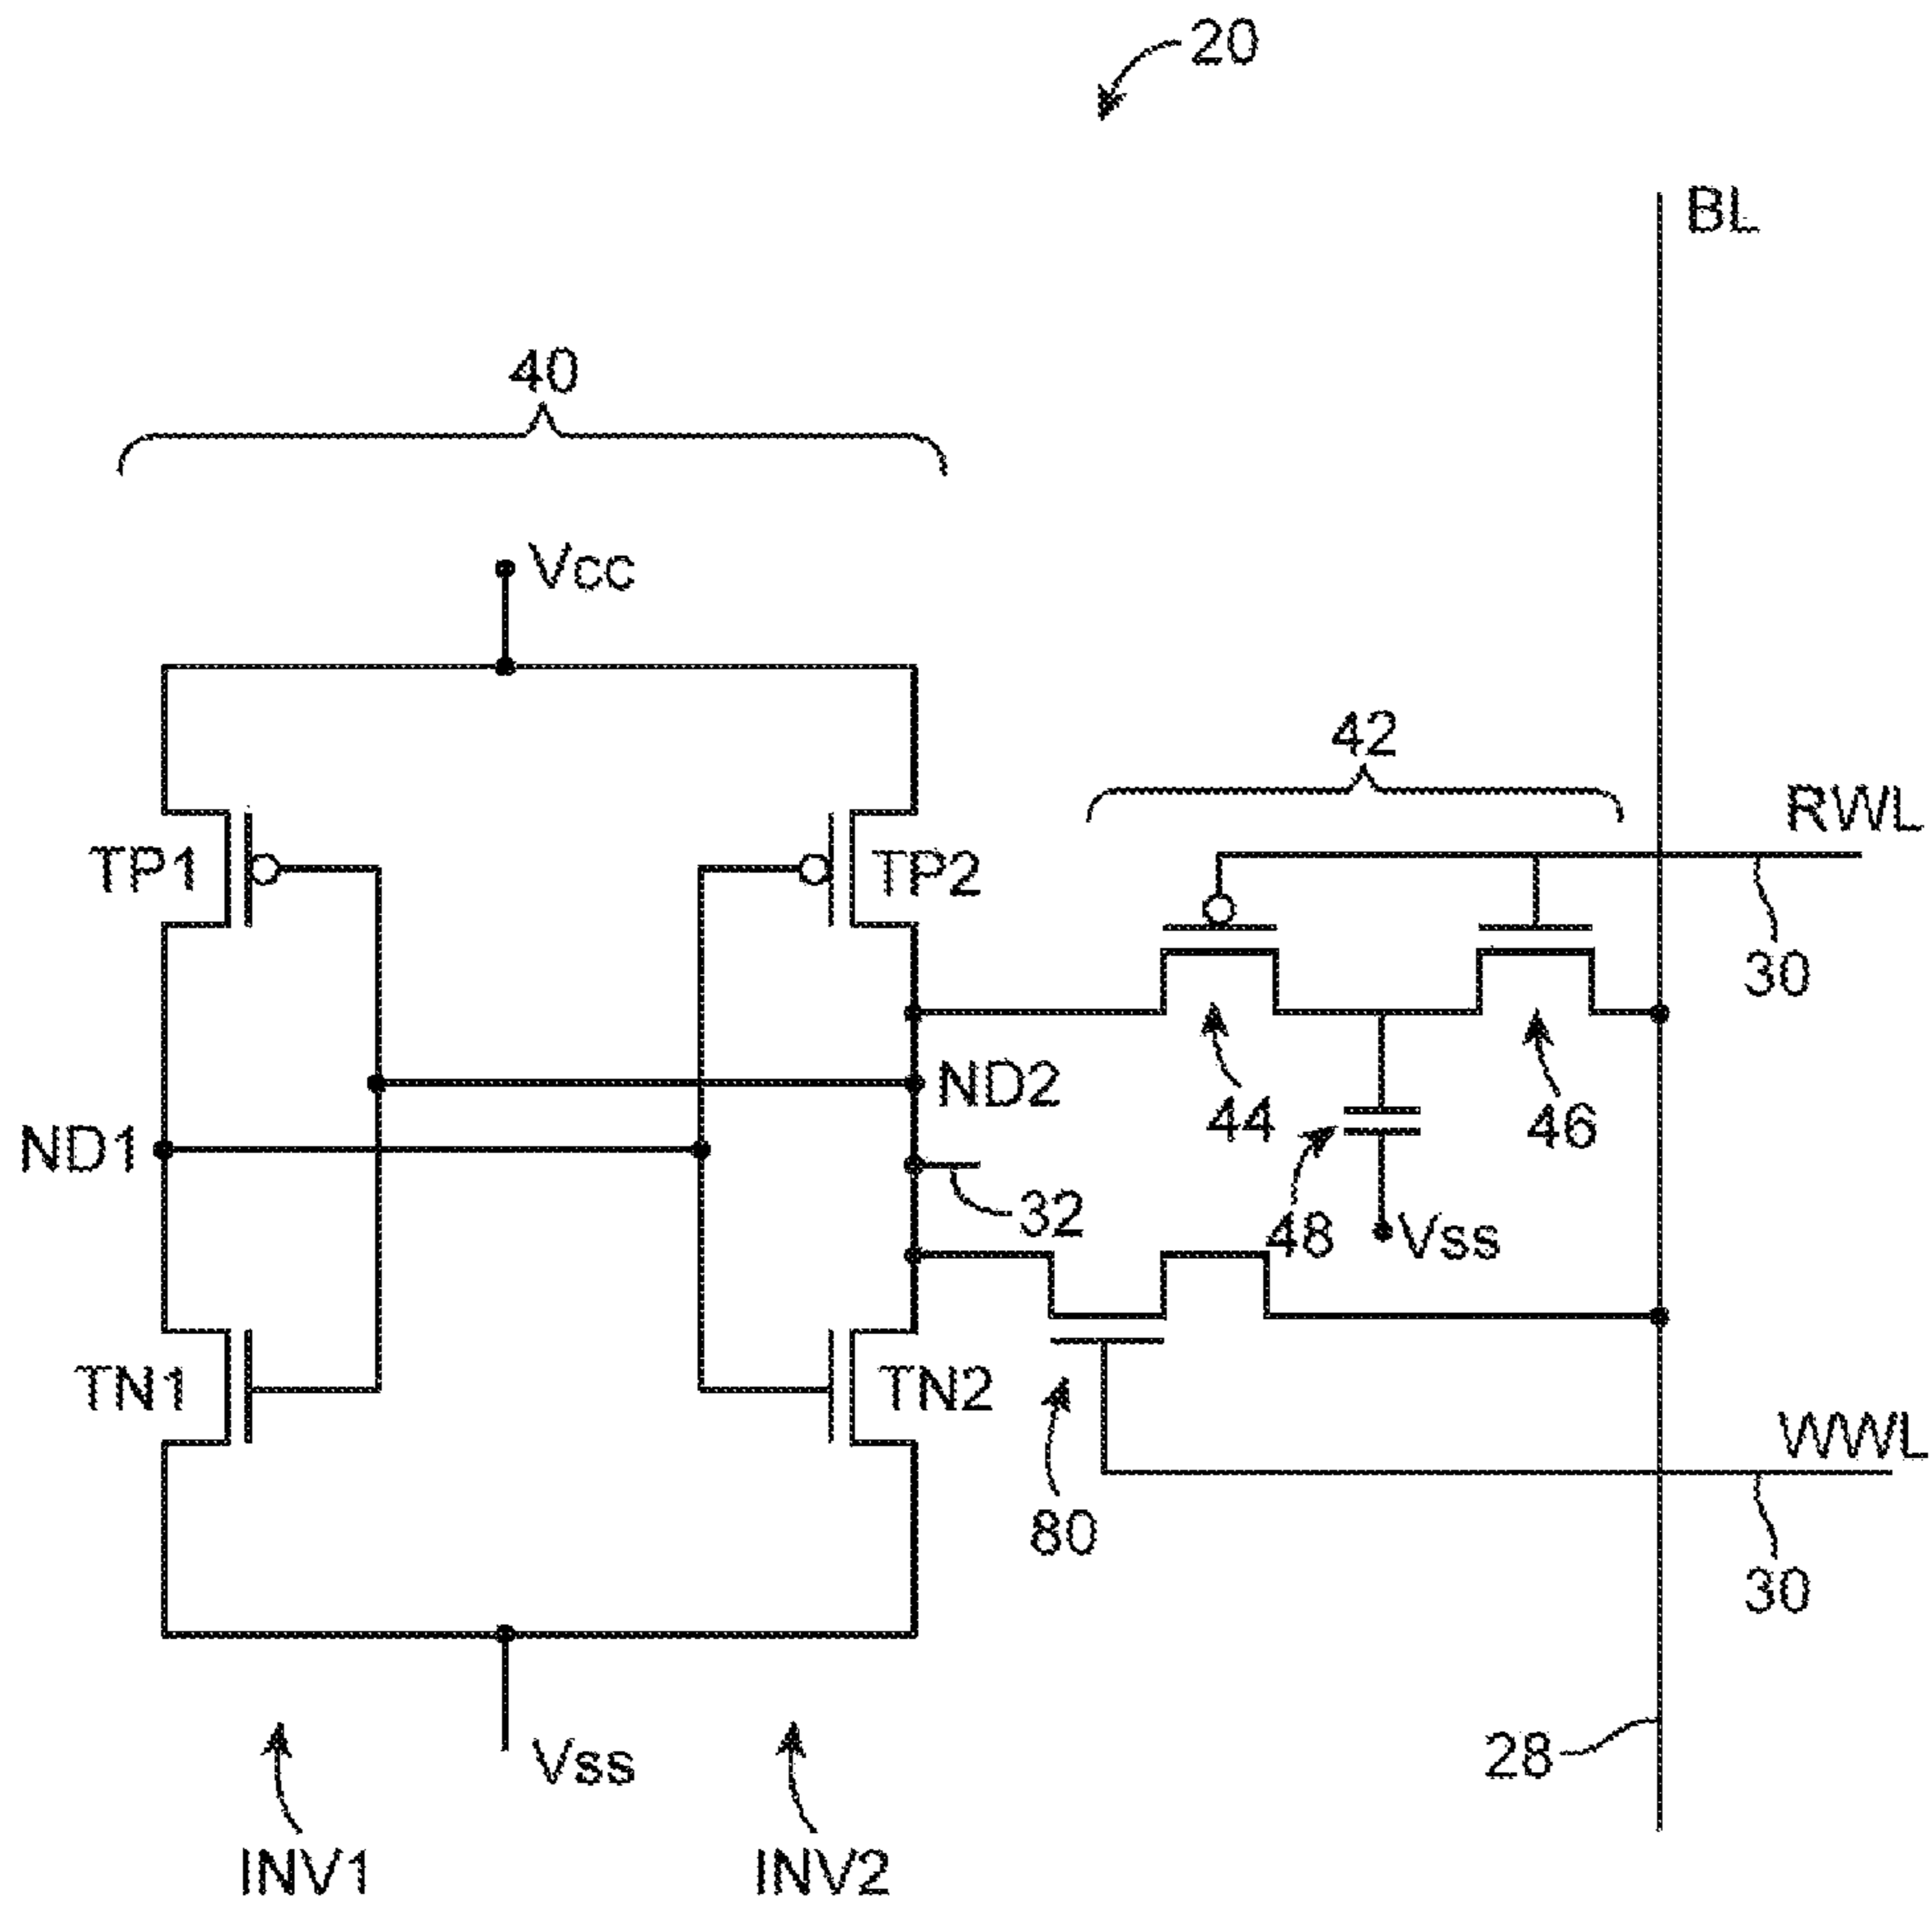 20
BL
40
Vcc
42
RWL
TP1
TP2
30
ND2
44
46
ND1
32
48
Vss
TN1
TN2
WWL
80
30
28
Vss
INV1
INV2